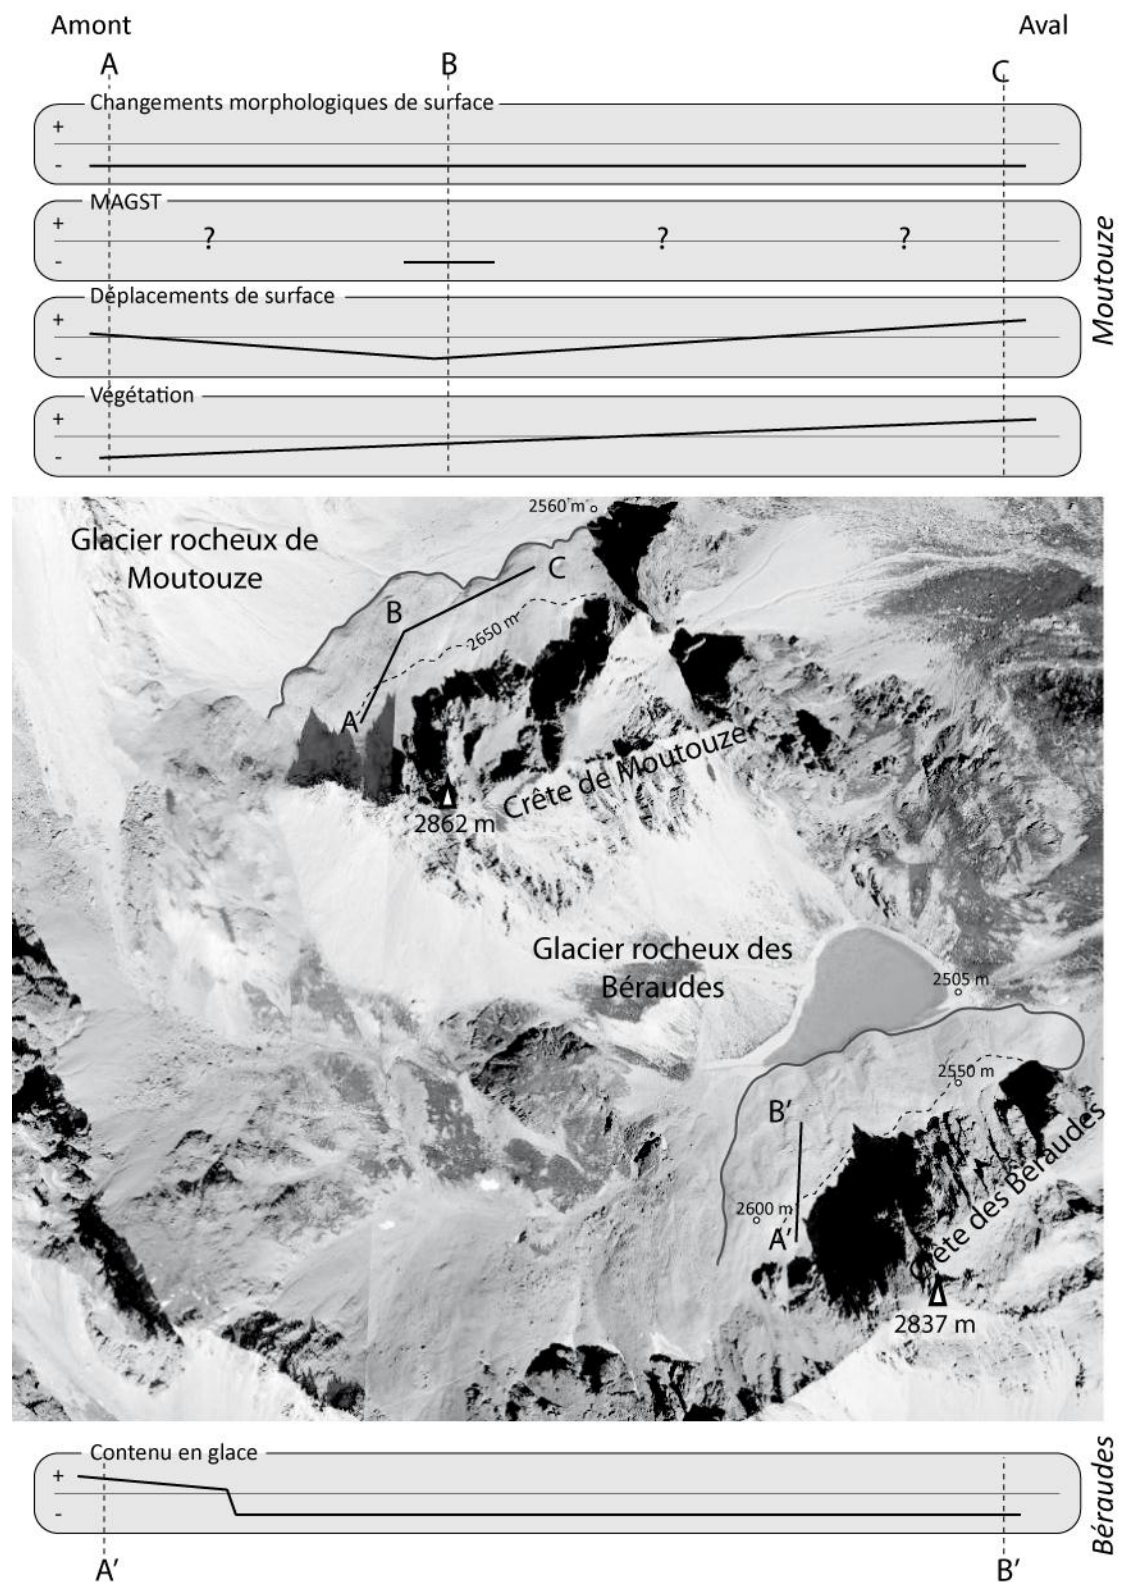 Amont
Aval
A
B
C
Changements morphologiques de surface
+
-
MAGST
+
?
?
?
-
Déplacements de surface
+
-
Végétation
+
-
Moutouze
2560 m
Glacier rocheux de
Moutouze
C
B
2650 m
A
Crête de Moutouze
2862 m
Glacier rocheux des
Béraudes
2505 m
2550 m
B'
Crête des Béraudes
2600 m
A'
2837 m
Contenu en glace
+
-
Béraudes
A'
B'